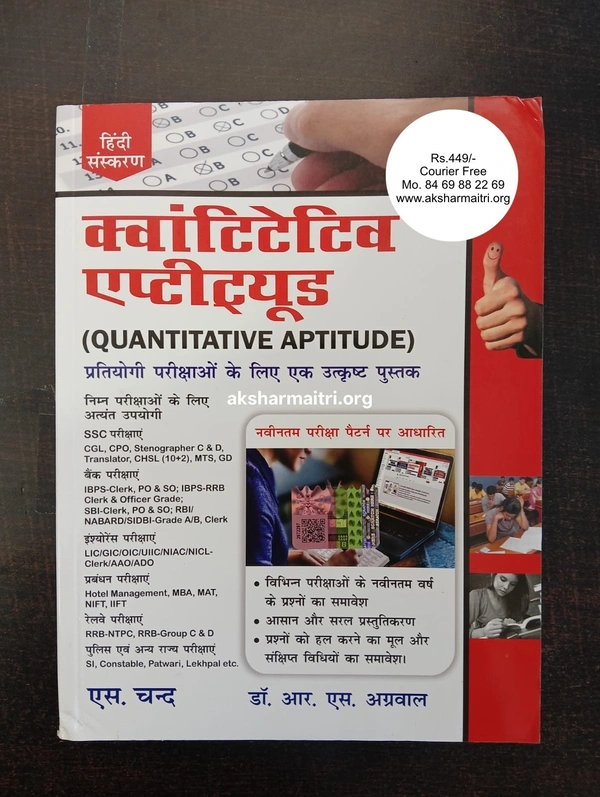 हिंदी
संस्करण
Rs.449/-
Courier Free
Mo. 84 69 88 22 69
www.aksharmaitri.org
क्वांटिटेटिव
एप्टीट्यूड
(QUANTITATIVE APTITUDE)
प्रतियोगी परीक्षाओं के लिए एक उत्कृष्ट पुस्तक
निम्न परीक्षाओं के लिए
अत्यंत उपयोगी
aksharmaitri.org
SSC परीक्षाएं
CGL, CPO, Stenographer C & D,
Translator, CHSL (10+2), MTS, GD
बैंक परीक्षाएं
IBPS-Clerk, PO & SO; IBPS-RRB
Clerk & Officer Grade;
SBI-Clerk, PO & SO; RBI/
NABARD/SIDBI-Grade A/B, Clerk
इंश्योरेंस परीक्षाएं
LIC/GIC/OIC/UIIC/NIAC/NICL-
Clerk/AAO/ADO
प्रबंधन परीक्षाएं
Hotel Management, MBA, MAT,
NIFT, IIFT
रेलवे परीक्षाएं
RRB-NTPC, RRB-Group C & D
पुलिस एवं अन्य राज्य परीक्षाएं
SI, Constable, Patwari, Lekhpal etc.
नवीनतम परीक्षा पैटर्न पर आधारित
• विभिन्न परीक्षाओं के नवीनतम वर्ष
के प्रश्नों का समावेश
• आसान और सरल प्रस्तुतिकरण
• प्रश्नों को हल करने का मूल और
संक्षिप्त विधियों का समावेश।
एस. चन्द
डॉ. आर. एस. अग्रवाल